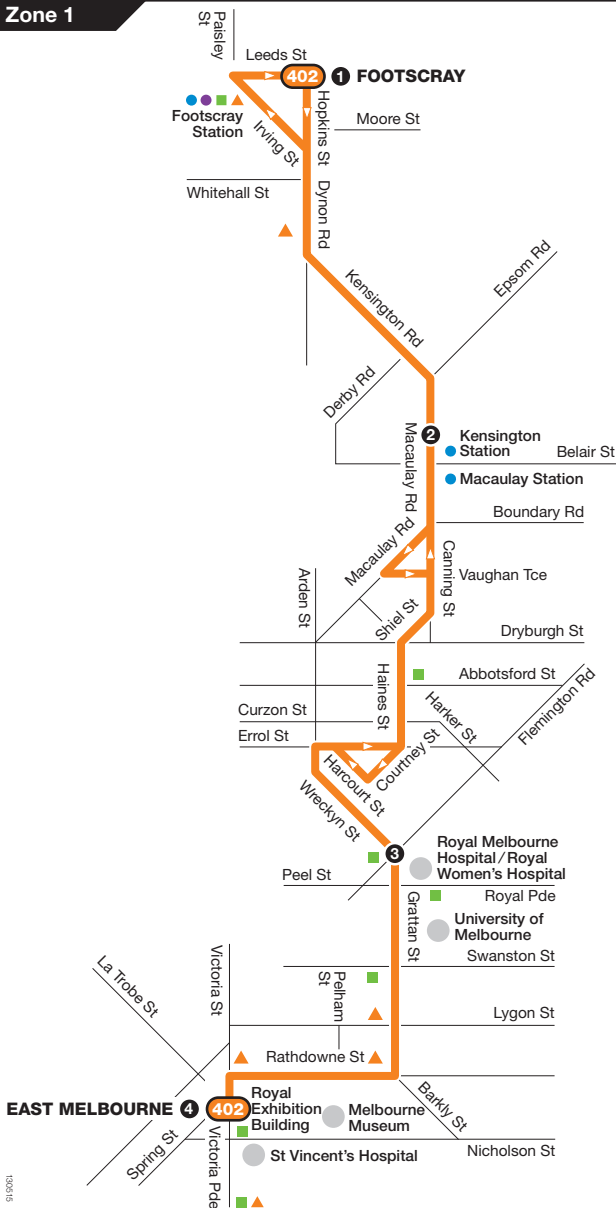 Zone 1
Paisley
St
Leeds St
402
1 FOOTSCRAY
Footscray
Station
Irving St
Hopkins St
Moore St
Whitehall St
Dynon Rd
Kensington Rd
Epsom Rd
Derby Rd
2
Macaulay Rd
Kensington
Station
Belair St
Macaulay Station
Boundary Rd
Macaulay Rd
Canning St
Vaughan Tce
Arden St
Shiel St
Dryburgh St
Haines St
Abbotsford St
Curzon St
Harker St
Flemington Rd
Errol St
Harcourt St
Courtney St
Wreckyn St
3
Royal Melbourne
Hospital/Royal
Women's Hospital
Peel St
Grattan St
Royal Pde
University of
Melbourne
Swanston St
La Trobe St
Victoria St
Pelham
St
Lygon St
Rathdowne St
Barkly St
EAST MELBOURNE 4
402
Royal
Exhibition
Building
Melbourne
Museum
Spring St
Victoria Pde
Nicholson St
St Vincent's Hospital
130515